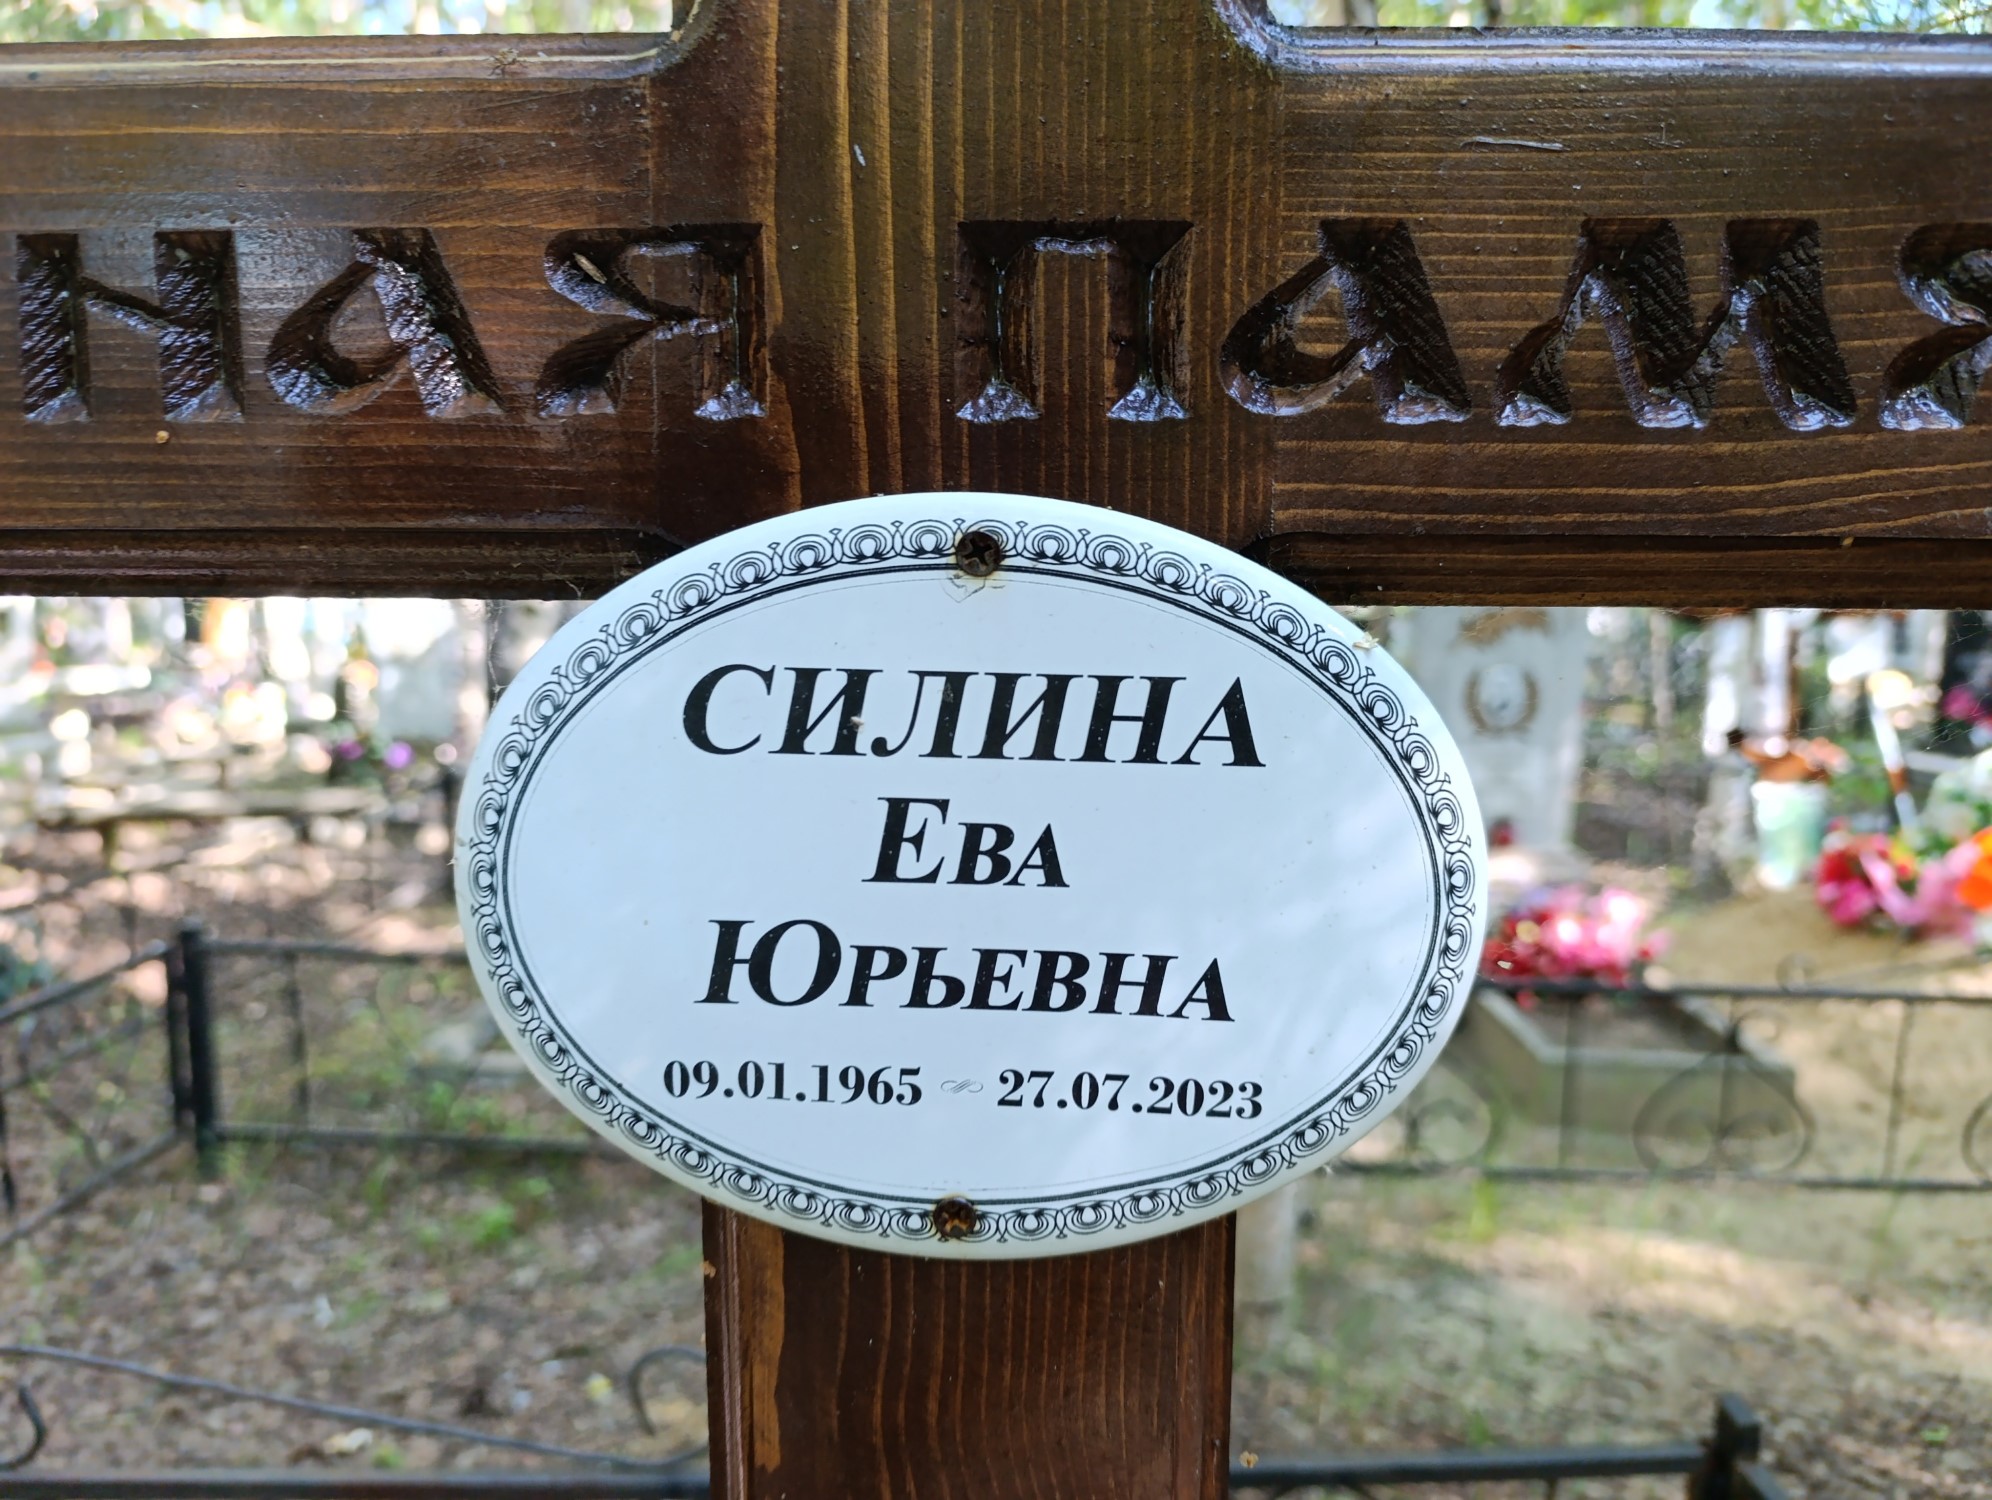 НАЯ ПАМЯ
СИЛИНА
ЕВА
ЮРЬЕВНА
09.01.1965 27.07.2023